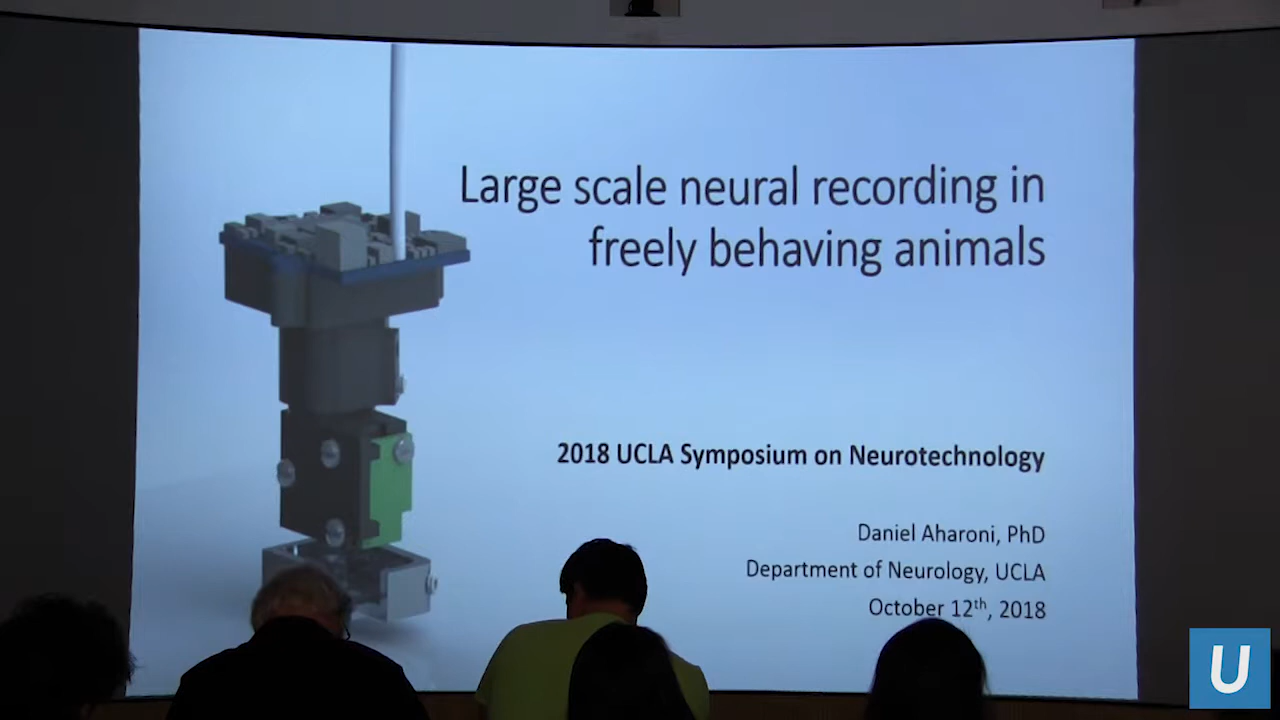 Large scale neural recording in
freely behaving animals
2018 UCLA Symposium on Neurotechnology
Daniel Aharoni, PhD
Department of Neurology, UCLA
October 12th, 2018
U